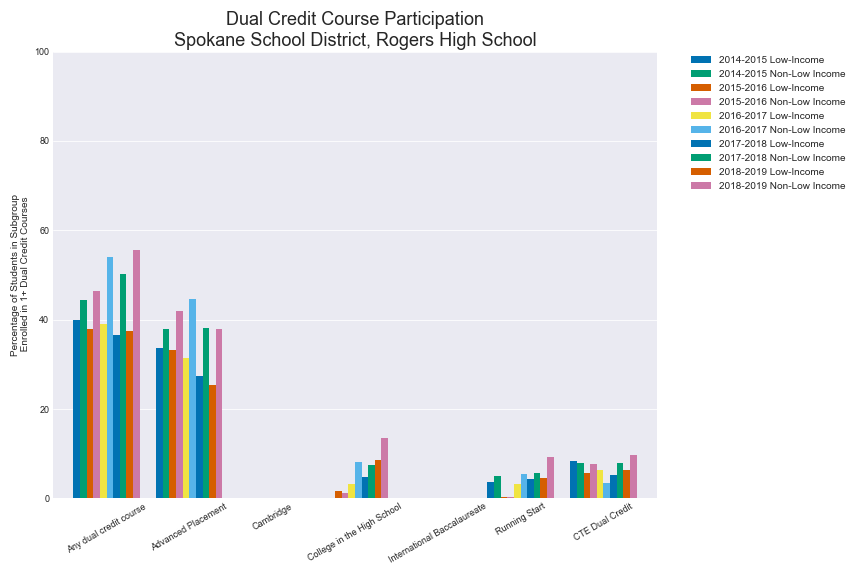 Dual Credit Course Participation
Spokane School District, Rogers High School
Percentage of Students in Subgroup
Enrolled in 1+ Dual Credit Courses
100
80
60
40
20
0
Any dual credit course
Advanced Placement
Cambridge
College in the High School
International Baccalaureate
Running Start
CTE Dual Credit
2014-2015 Low-Income
2014-2015 Non-Low Income
2015-2016 Low-Income
2015-2016 Non-Low Income
2016-2017 Low-Income
2016-2017 Non-Low Income
2017-2018 Low-Income
2017-2018 Non-Low Income
2018-2019 Low-Income
2018-2019 Non-Low Income